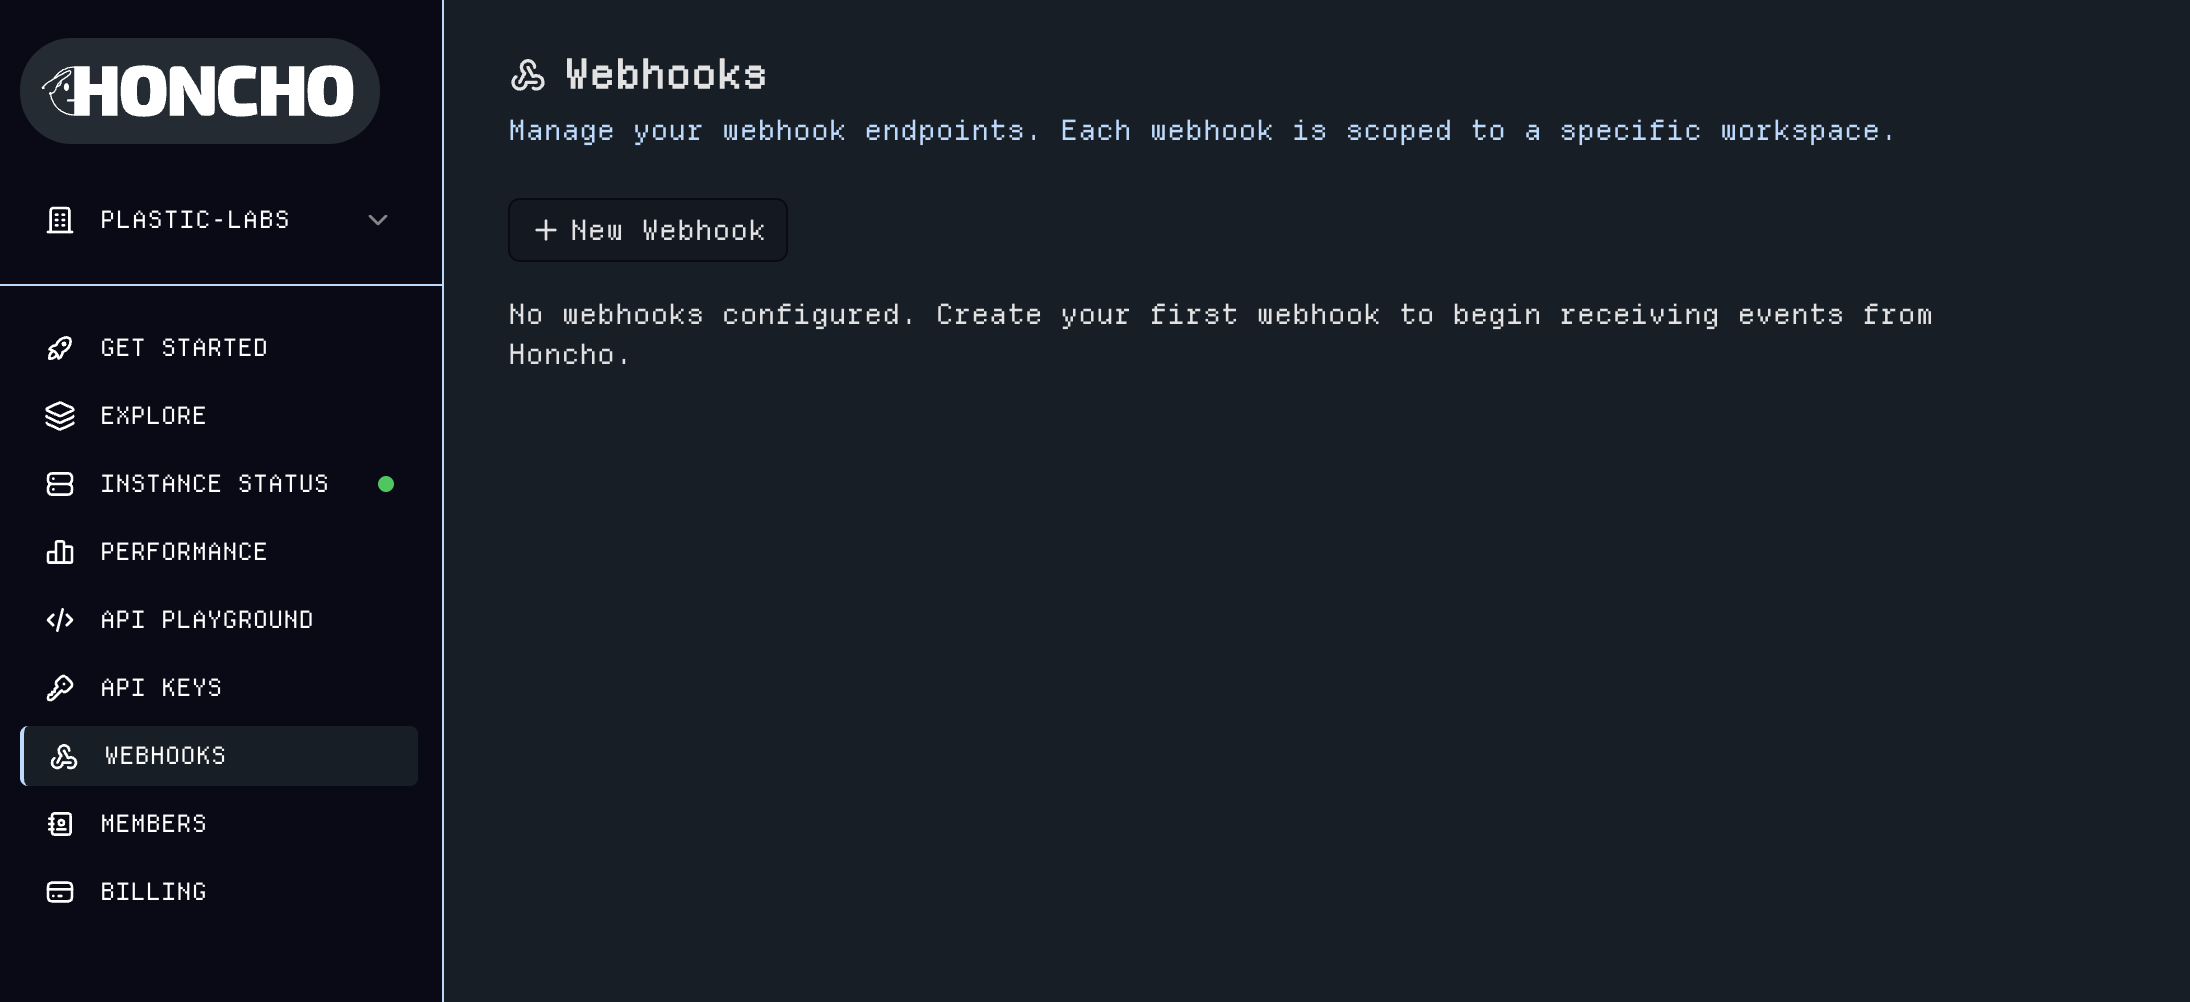 HONCHO
PLASTIC-LABS
GET STARTED
EXPLORE
INSTANCE STATUS
PERFORMANCE
API PLAYGROUND
API KEYS
WEBHOOKS
MEMBERS
BILLING
Webhooks
Manage your webhook endpoints. Each webhook is scoped to a specific workspace.
New Webhook
No webhooks configured. Create your first webhook to begin receiving events from
Honcho.